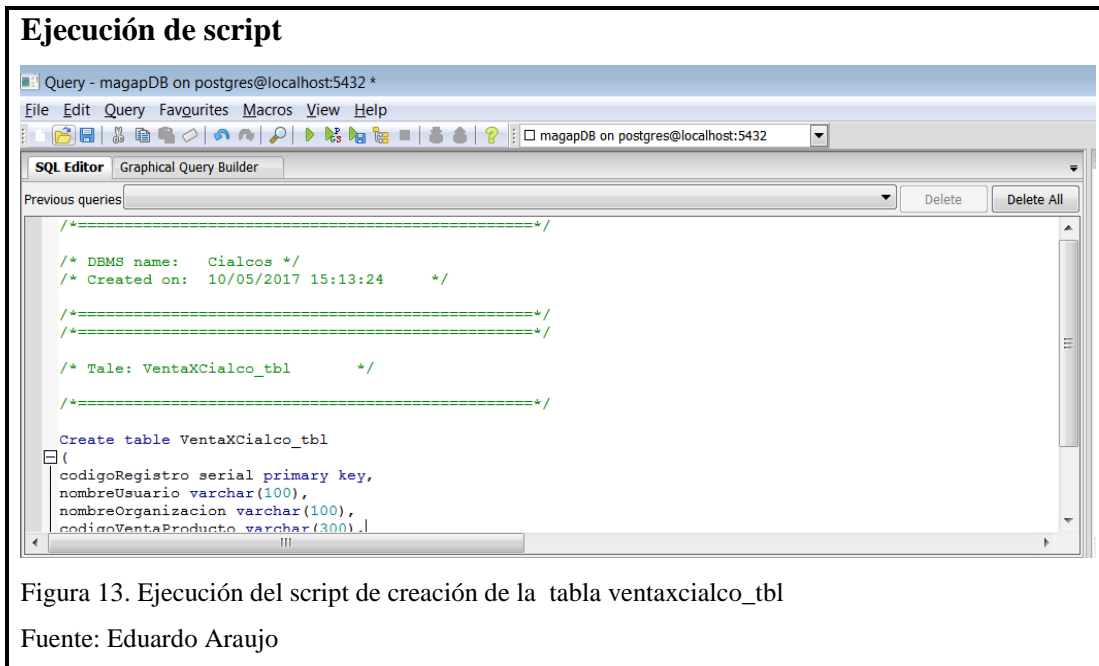 Ejecución de script
Query - magapDB on postgres@localhost:5432 *
File Edit Query Favourites Macros View Help
magapDB on postgres@localhost:5432
SQL Editor Graphical Query Builder
Previous queries Delete Delete All
/*=================================================*/
/* DBMS name: Cialcos */
/* Created on: 10/05/2017 15:13:24 */
/*=================================================*/
/*=================================================*/
/* Tale: VentaXCialco_tbl */
/*=================================================*/
Create table VentaXCialco_tbl
(
codigoRegistro serial primary key,
nombreUsuario varchar(100),
nombreOrganizacion varchar(100),
codigoVentaProducto varchar(300),
Figura 13. Ejecución del script de creación de la tabla ventaxcialco_tbl
Fuente: Eduardo Araujo